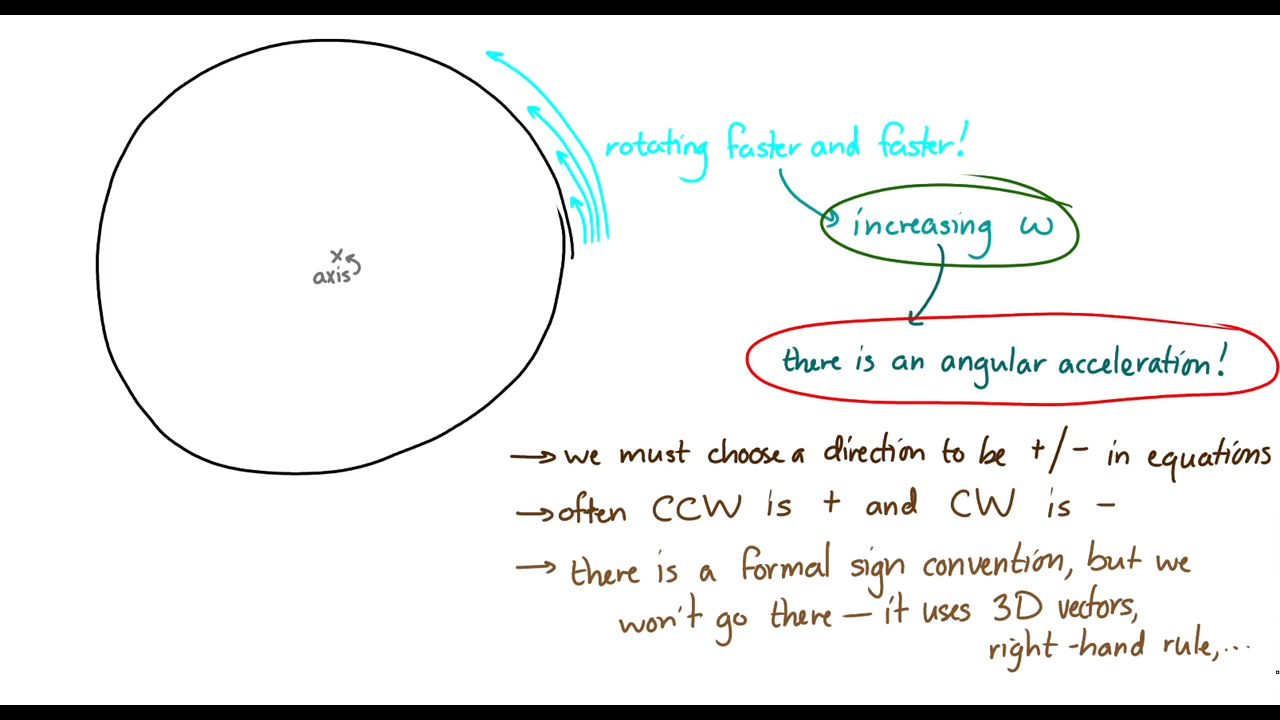 rotating faster and faster!
increasing ω
x
axis
there is an angular acceleration!
→ we must choose a direction to be +/- in equations
→ often CCW is + and CW is -
→ there is a formal sign convention, but we
won't go there — it uses 3D vectors,
right-hand rule,...